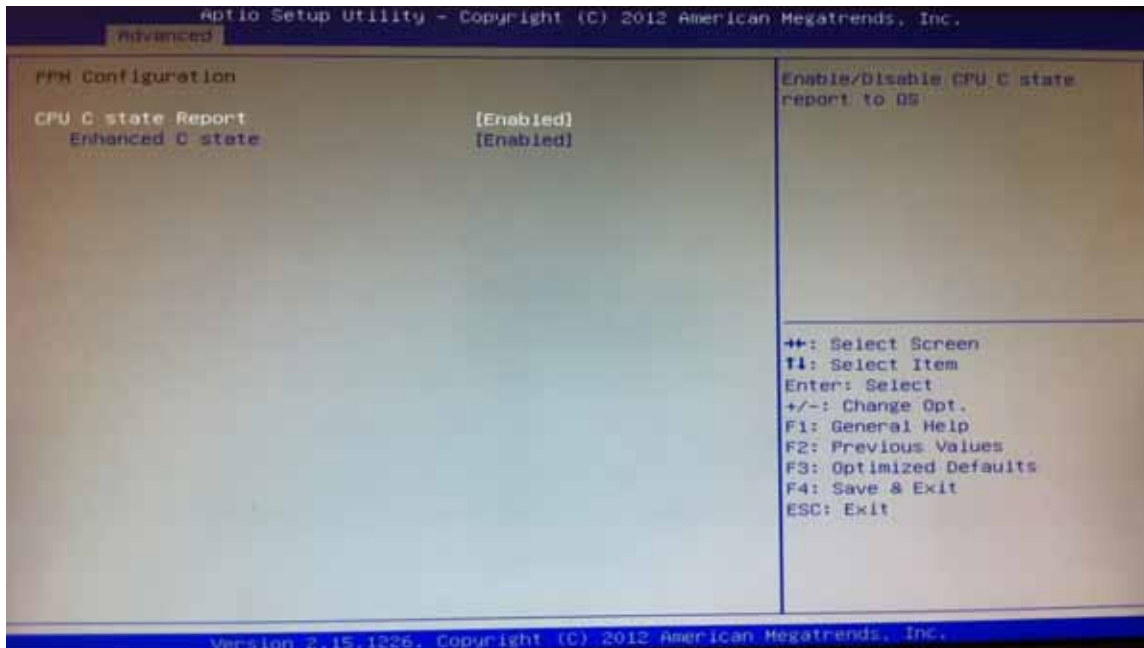 Aptio Setup Utility - Copyright (C) 2012 American Megatrends, Inc.
Advanced
PPM Configuration
CPU C state Report [Enabled]
Enhanced C state [Enabled]
Enable/Disable CPU C state
report to OS
→←: Select Screen
↑↓: Select Item
Enter: Select
+/-: Change Opt.
F1: General Help
F2: Previous Values
F3: Optimized Defaults
F4: Save & Exit
ESC: Exit
Version 2.15.1226. Copyright (C) 2012 American Megatrends, Inc.